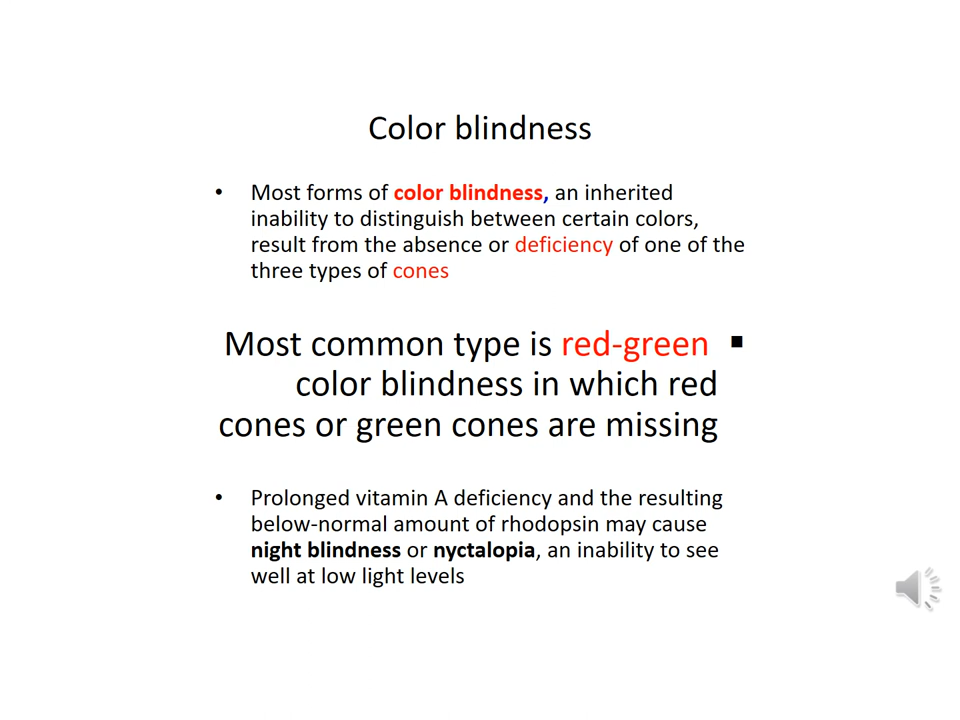 Color blindness
• Most forms of color blindness, an inherited
inability to distinguish between certain colors,
result from the absence or deficiency of one of the
three types of cones
Most common type is red-green ▪
color blindness in which red
cones or green cones are missing
• Prolonged vitamin A deficiency and the resulting
below-normal amount of rhodopsin may cause
night blindness or nyctalopia, an inability to see
well at low light levels